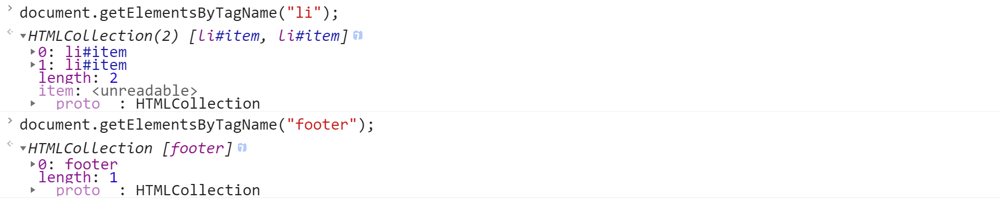 document.getElementsByTagName("li");
HTMLCollection(2) [li#item, li#item]
0: li#item
1: li#item
length: 2
item: <unreadable>
proto : HTMLCollection
document.getElementsByTagName("footer");
HTMLCollection [footer]
0: footer
length: 1
proto : HTMLCollection